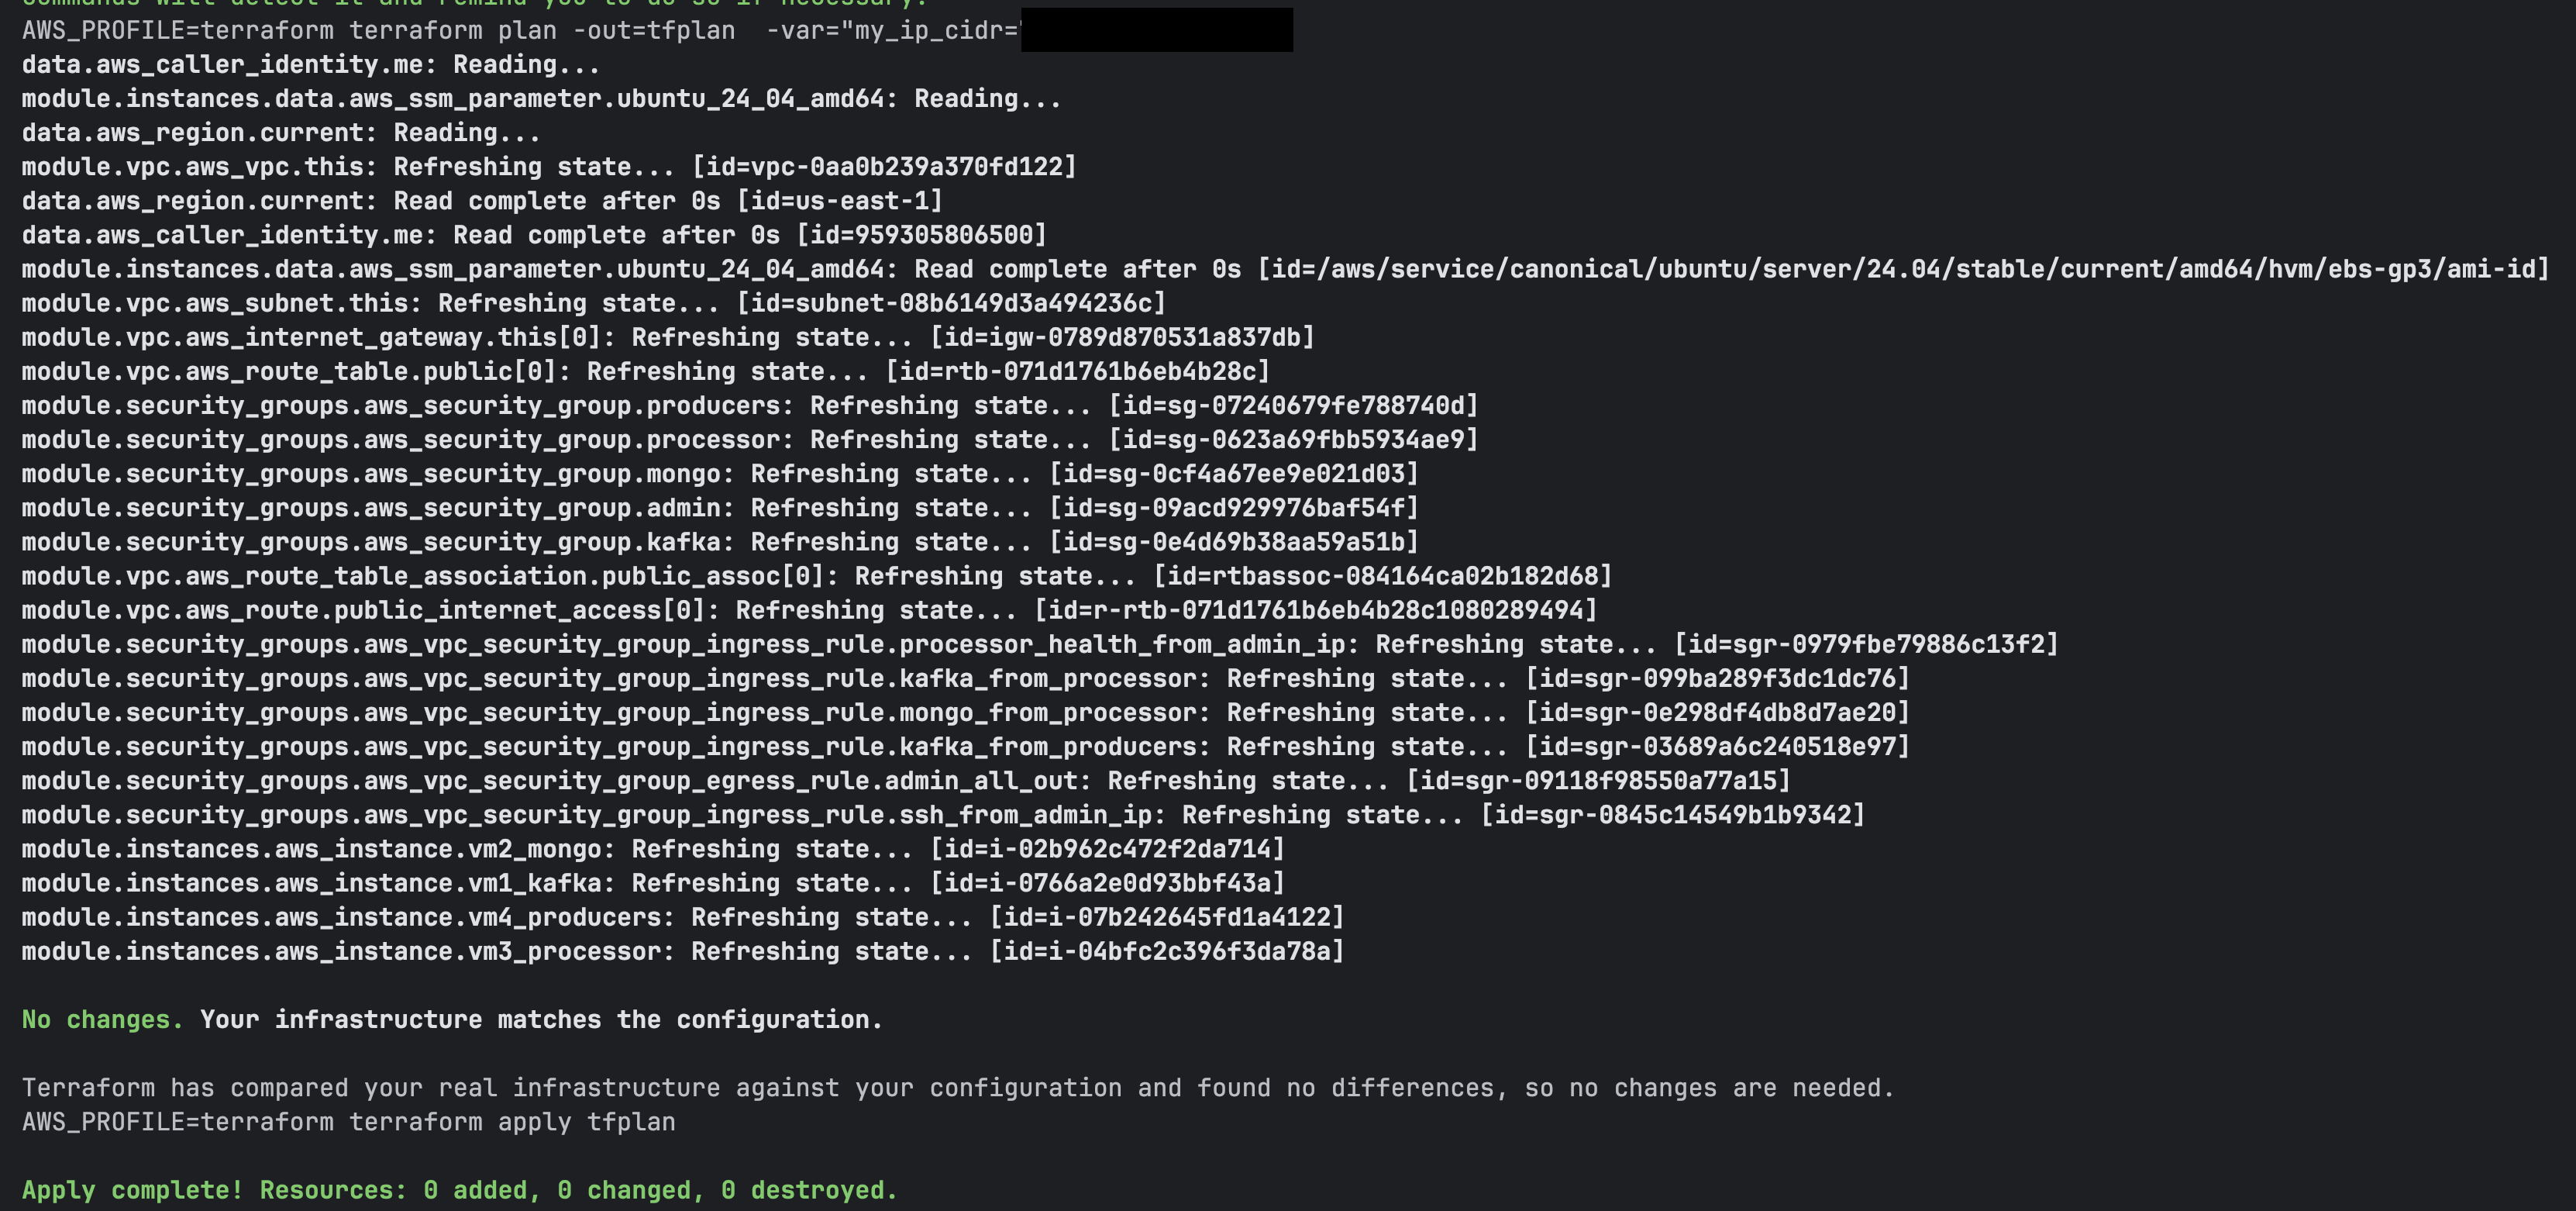 commands will detect it and remind you to do so if necessary.
AWS_PROFILE=terraform terraform plan -out=tfplan  -var="my_ip_cidr=
data.aws_caller_identity.me: Reading...
module.instances.data.aws_ssm_parameter.ubuntu_24_04_amd64: Reading...
data.aws_region.current: Reading...
module.vpc.aws_vpc.this: Refreshing state... [id=vpc-0aa0b239a370fd122]
data.aws_region.current: Read complete after 0s [id=us-east-1]
data.aws_caller_identity.me: Read complete after 0s [id=959305806500]
module.instances.data.aws_ssm_parameter.ubuntu_24_04_amd64: Read complete after 0s [id=/aws/service/canonical/ubuntu/server/24.04/stable/current/amd64/hvm/ebs-gp3/ami-id]
module.vpc.aws_subnet.this: Refreshing state... [id=subnet-08b6149d3a494236c]
module.vpc.aws_internet_gateway.this[0]: Refreshing state... [id=igw-0789d870531a837db]
module.vpc.aws_route_table.public[0]: Refreshing state... [id=rtb-071d1761b6eb4b28c]
module.security_groups.aws_security_group.producers: Refreshing state... [id=sg-07240679fe788740d]
module.security_groups.aws_security_group.processor: Refreshing state... [id=sg-0623a69fbb5934ae9]
module.security_groups.aws_security_group.mongo: Refreshing state... [id=sg-0cf4a67ee9e021d03]
module.security_groups.aws_security_group.admin: Refreshing state... [id=sg-09acd929976baf54f]
module.security_groups.aws_security_group.kafka: Refreshing state... [id=sg-0e4d69b38aa59a51b]
module.vpc.aws_route_table_association.public_assoc[0]: Refreshing state... [id=rtbassoc-084164ca02b182d68]
module.vpc.aws_route.public_internet_access[0]: Refreshing state... [id=r-rtb-071d1761b6eb4b28c1080289494]
module.security_groups.aws_vpc_security_group_ingress_rule.processor_health_from_admin_ip: Refreshing state... [id=sgr-0979fbe79886c13f2]
module.security_groups.aws_vpc_security_group_ingress_rule.kafka_from_processor: Refreshing state... [id=sgr-099ba289f3dc1dc76]
module.security_groups.aws_vpc_security_group_ingress_rule.mongo_from_processor: Refreshing state... [id=sgr-0e298df4db8d7ae20]
module.security_groups.aws_vpc_security_group_ingress_rule.kafka_from_producers: Refreshing state... [id=sgr-03689a6c240518e97]
module.security_groups.aws_vpc_security_group_egress_rule.admin_all_out: Refreshing state... [id=sgr-09118f98550a77a15]
module.security_groups.aws_vpc_security_group_ingress_rule.ssh_from_admin_ip: Refreshing state... [id=sgr-0845c14549b1b9342]
module.instances.aws_instance.vm2_mongo: Refreshing state... [id=i-02b962c472f2da714]
module.instances.aws_instance.vm1_kafka: Refreshing state... [id=i-0766a2e0d93bbf43a]
module.instances.aws_instance.vm4_producers: Refreshing state... [id=i-07b242645fd1a4122]
module.instances.aws_instance.vm3_processor: Refreshing state... [id=i-04bfc2c396f3da78a]
No changes. Your infrastructure matches the configuration.
Terraform has compared your real infrastructure against your configuration and found no differences, so no changes are needed.
AWS_PROFILE=terraform terraform apply tfplan
Apply complete! Resources: 0 added, 0 changed, 0 destroyed.